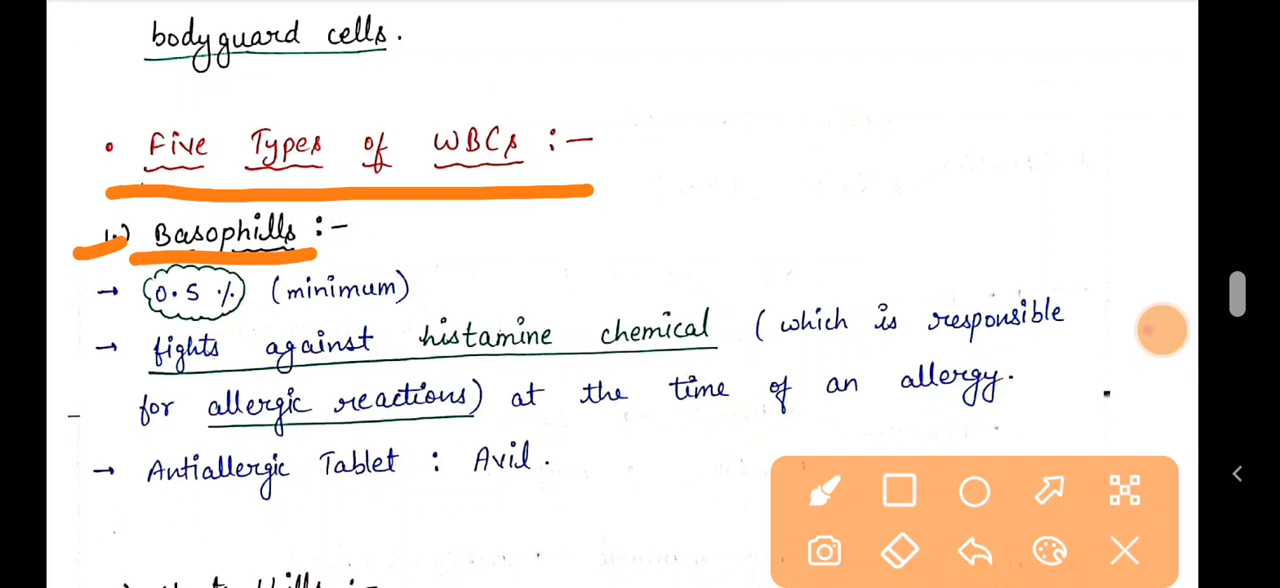 bodyguard cells.
• Five Types of WBCs :-
1.) Basophills :-
→ 0.5 % (minimum)
→ fights against histamine chemical (which is responsible
for allergic reactions) at the time of an allergy.
→ Antiallergic Tablet : Avil.